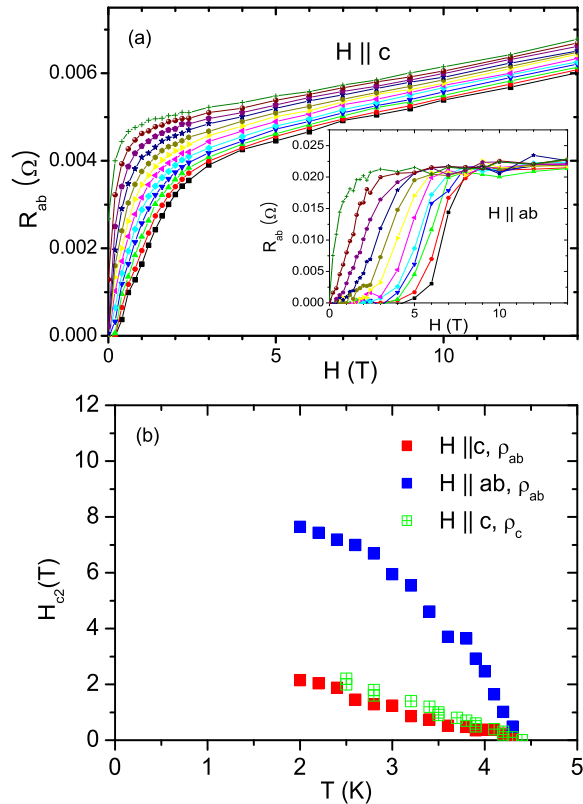 (a)
H || c
0.006
0.004
0.002
0.000
R_ab (Ω)
0.025
0.020
0.015
0.010
0.005
0.000
R_ab (Ω)
H || ab
0 5 10
H (T)
0 5 10
H (T)
(b)
12
10
8
6
4
2
0
H_c2(T)
H ||c, ρ_ab
H || ab, ρ_ab
H || c, ρ_c
0 1 2 3 4 5
T (K)